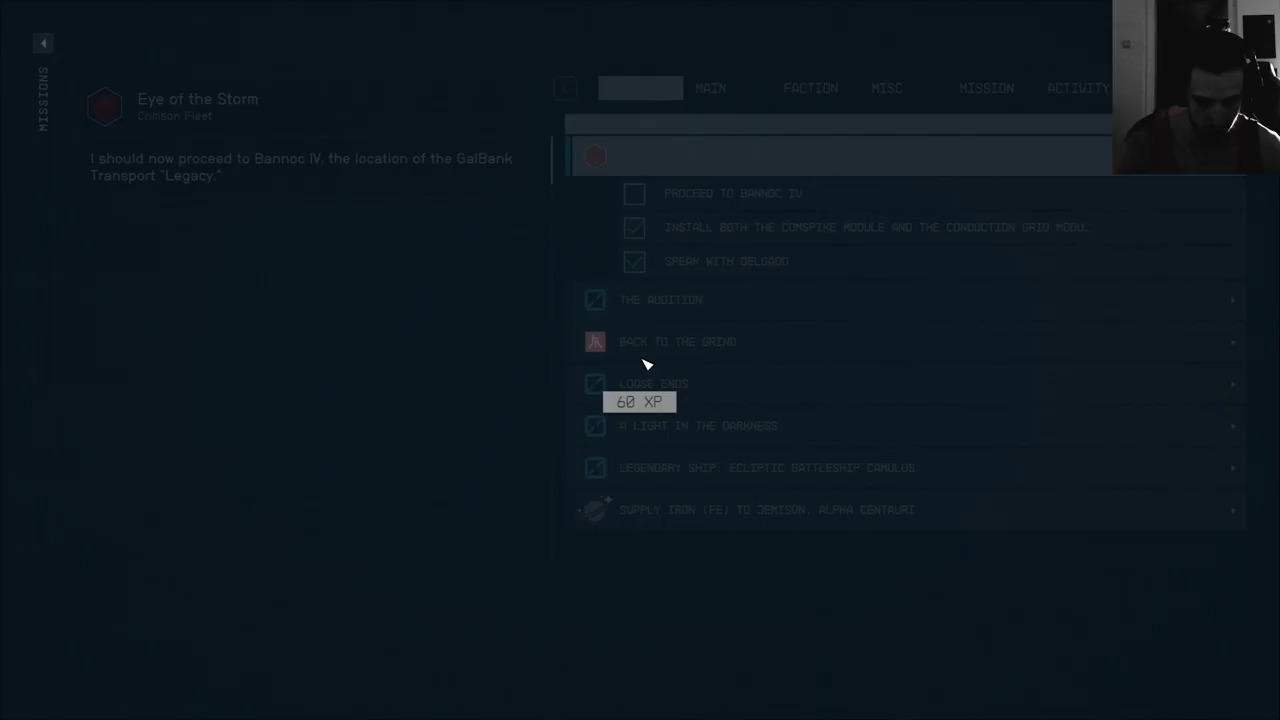 MISSIONS
Eye of the Storm
Crimson Fleet
I should now proceed to Bannoc IV, the location of the GalBank
Transport "Legacy."
MAIN FACTION MISC MISSION ACTIVITY
PROCEED TO BANNOC IV
INSTALL BOTH THE COMSPIKE MODULE AND THE CONDUCTION GRID MODU…
SPEAK WITH DELGADO
THE AUDITION
BACK TO THE GRIND
LOOSE ENDS
60 XP
A LIGHT IN THE DARKNESS
LEGENDARY SHIP: ECLIPTIC BATTLESHIP CAMULUS
SUPPLY IRON (FE) TO JEMISON, ALPHA CENTAURI